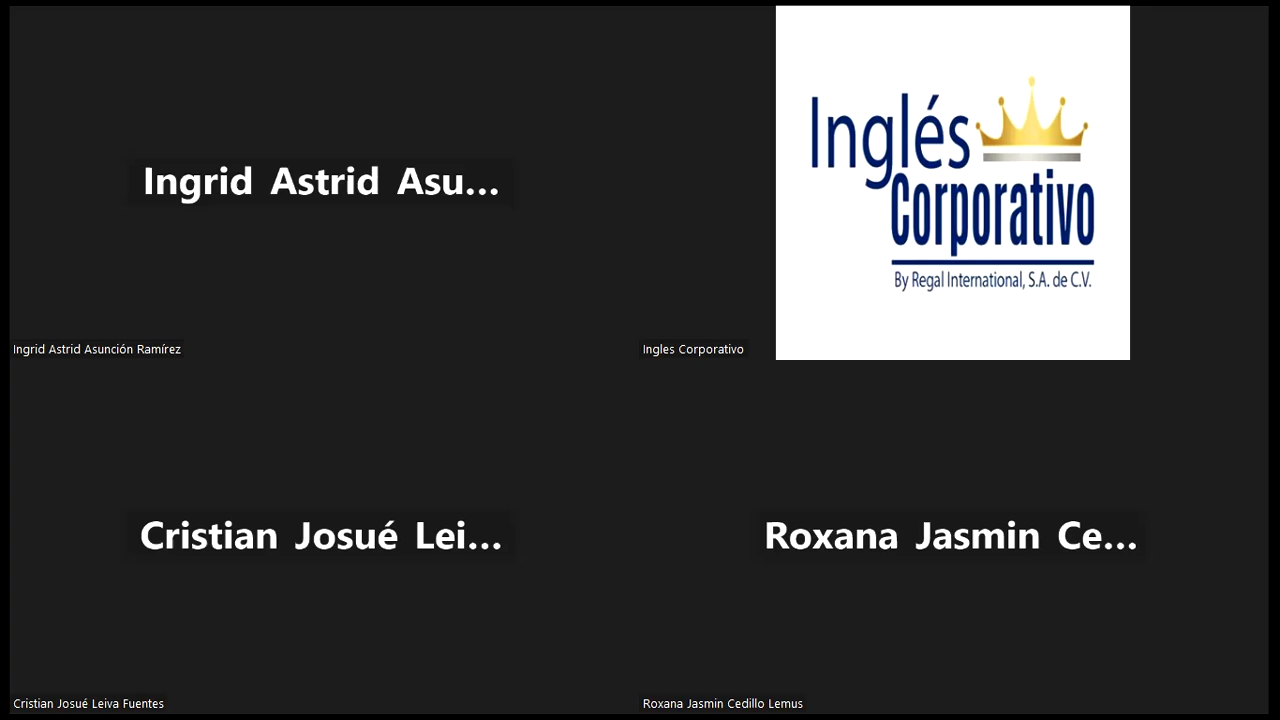 Ingrid Astrid Asu...
Ingrid Astrid Asunción Ramírez
Inglés
Corporativo
By Regal International, S.A. de C.V.
Ingles Corporativo
Cristian Josué Lei...
Cristian Josué Leiva Fuentes
Roxana Jasmin Ce...
Roxana Jasmin Cedillo Lemus